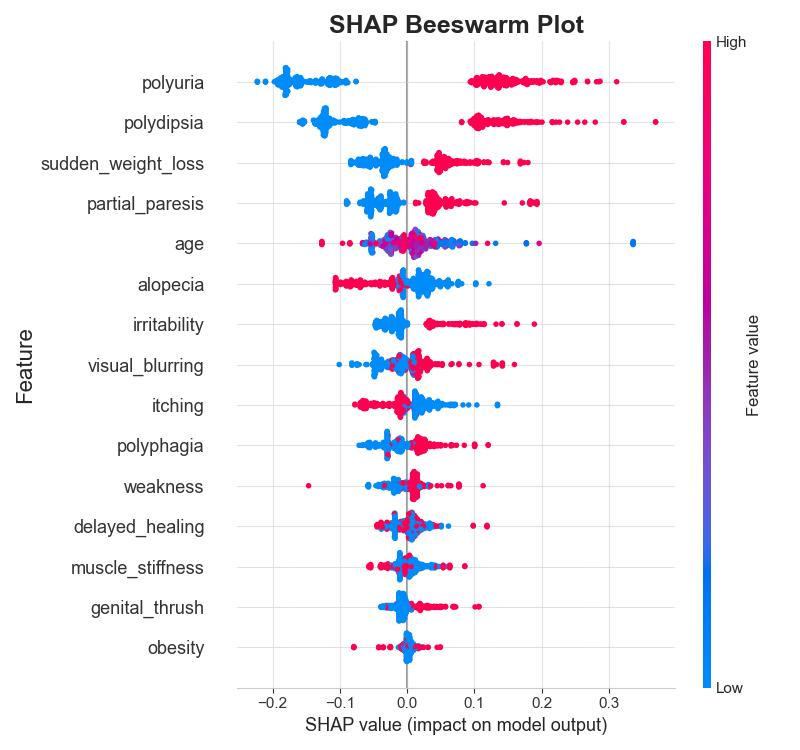 SHAP Beeswarm Plot
High
polyuria
polydipsia
sudden_weight_loss
partial_paresis
age
alopecia
irritability
visual_blurring
itching
polyphagia
weakness
delayed_healing
muscle_stiffness
genital_thrush
obesity
Feature
Feature value
Low
−0.2 −0.1 0.0 0.1 0.2 0.3
SHAP value (impact on model output)